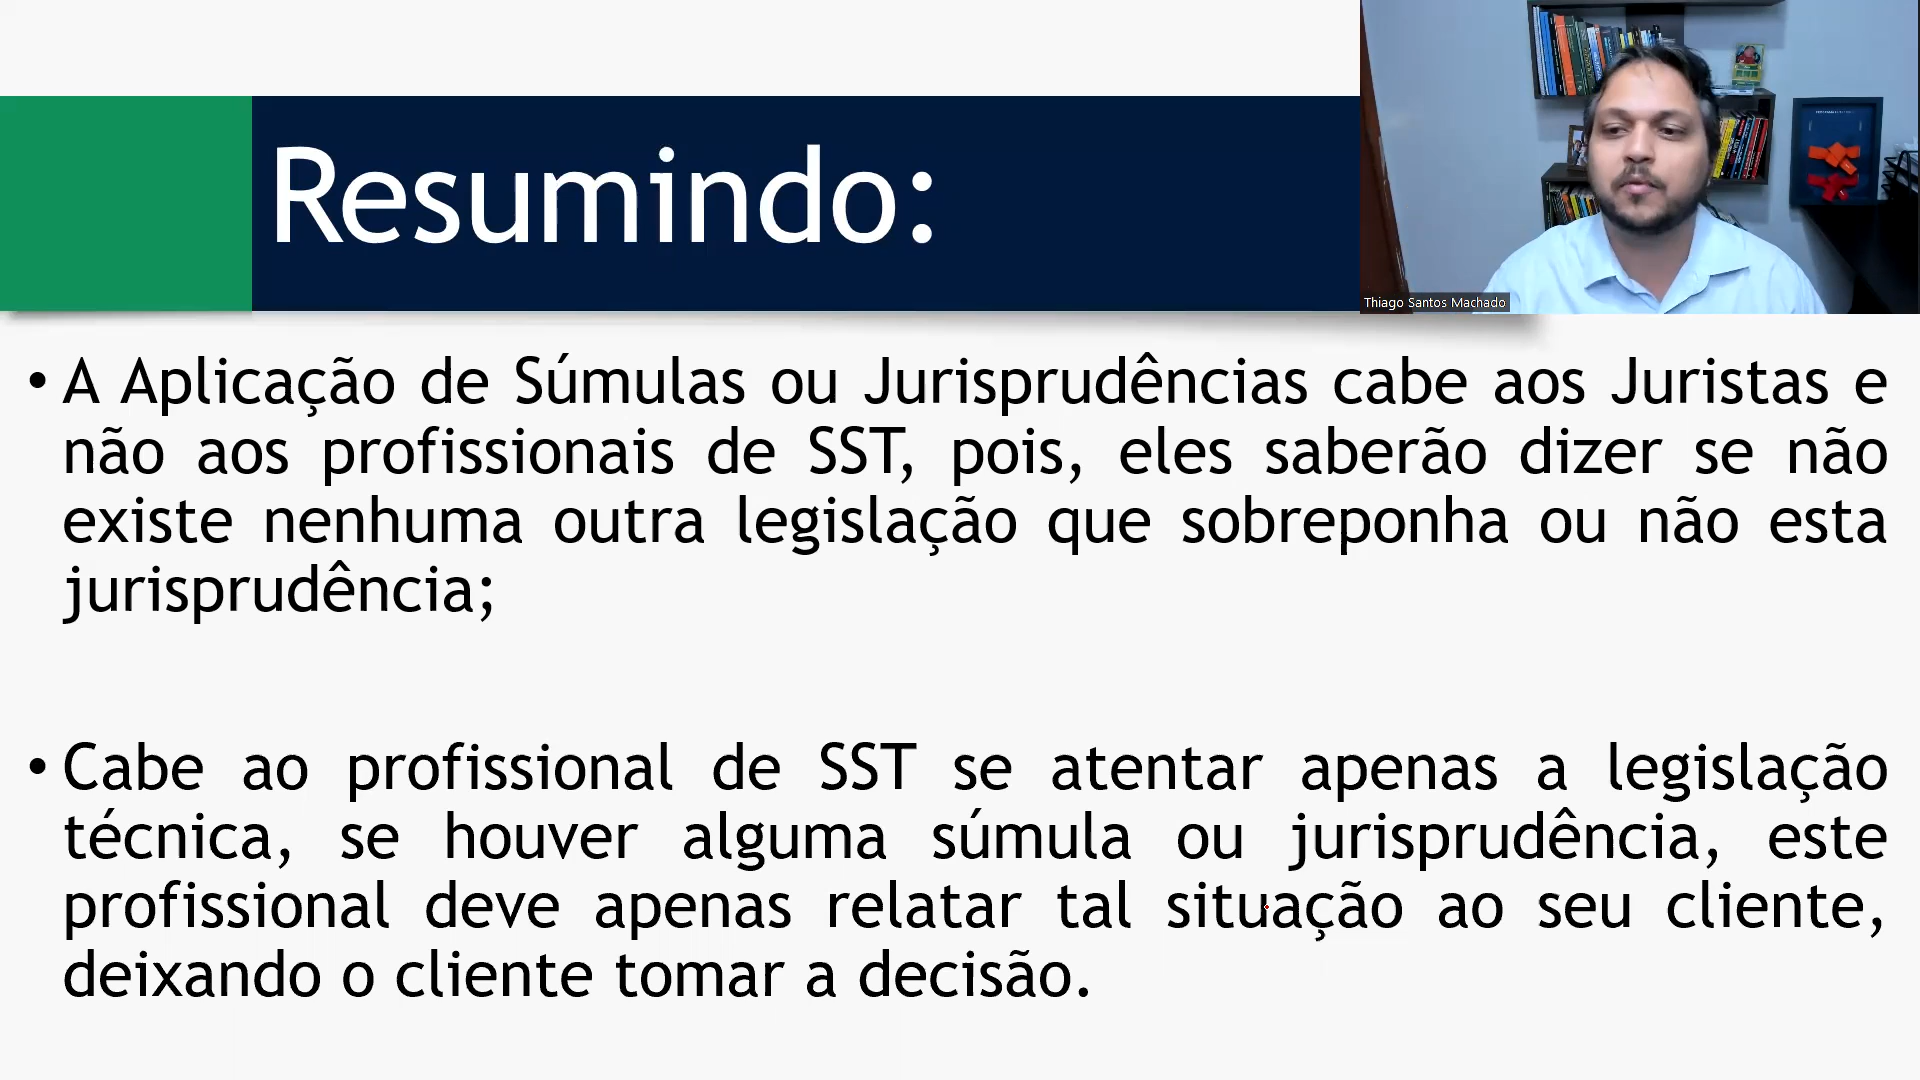 Resumindo:
Thiago Santos Machado
• A Aplicação de Súmulas ou Jurisprudências cabe aos Juristas e
não aos profissionais de SST, pois, eles saberão dizer se não
existe nenhuma outra legislação que sobreponha ou não esta
jurisprudência;
• Cabe ao profissional de SST se atentar apenas a legislação
técnica, se houver alguma súmula ou jurisprudência, este
profissional deve apenas relatar tal situação ao seu cliente,
deixando o cliente tomar a decisão.